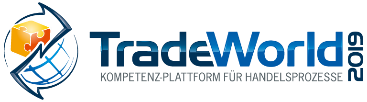 TradeWorld 2019
KOMPETENZ-PLATTFORM FÜR HANDELSPROZESSE